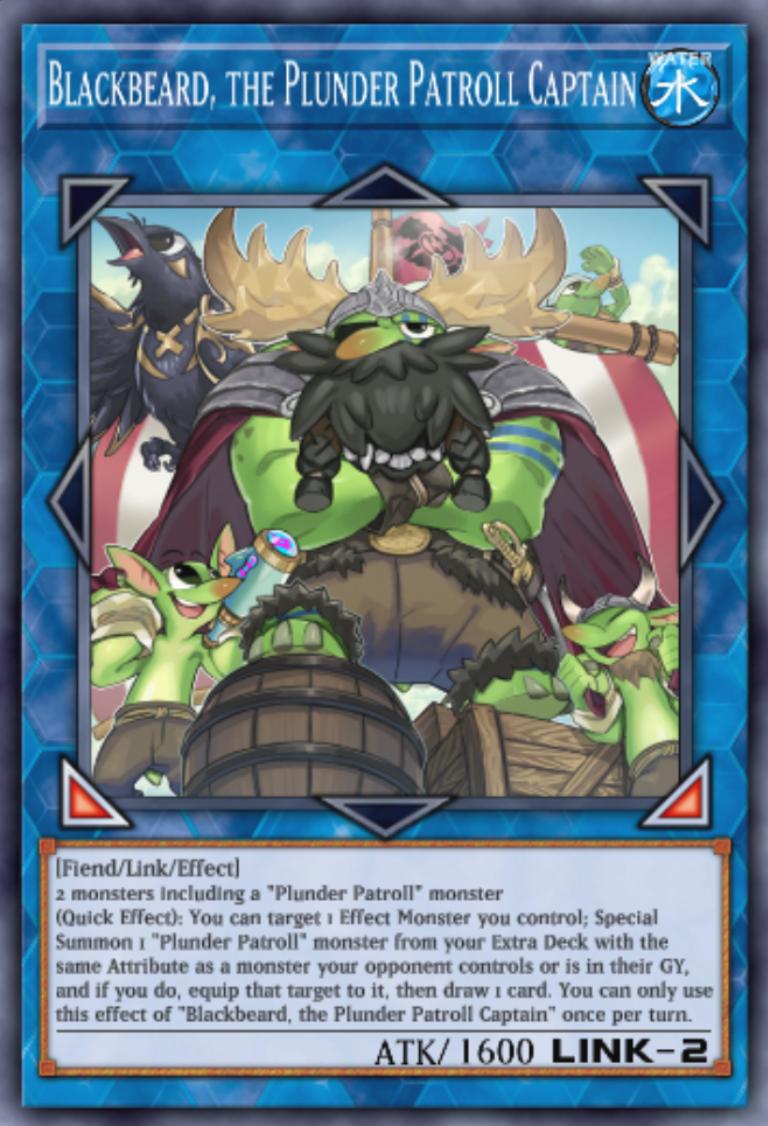 BLACKBEARD, THE PLUNDER PATROLL CAPTAIN
WATER
水
[Fiend/Link/Effect]
2 monsters including a "Plunder Patroll" monster
(Quick Effect): You can target 1 Effect Monster you control; Special
Summon 1 "Plunder Patroll" monster from your Extra Deck with the
same Attribute as a monster your opponent controls or is in their GY,
and if you do, equip that target to it, then draw 1 card. You can only use
this effect of "Blackbeard, the Plunder Patroll Captain" once per turn.
ATK/ 1600 LINK-2